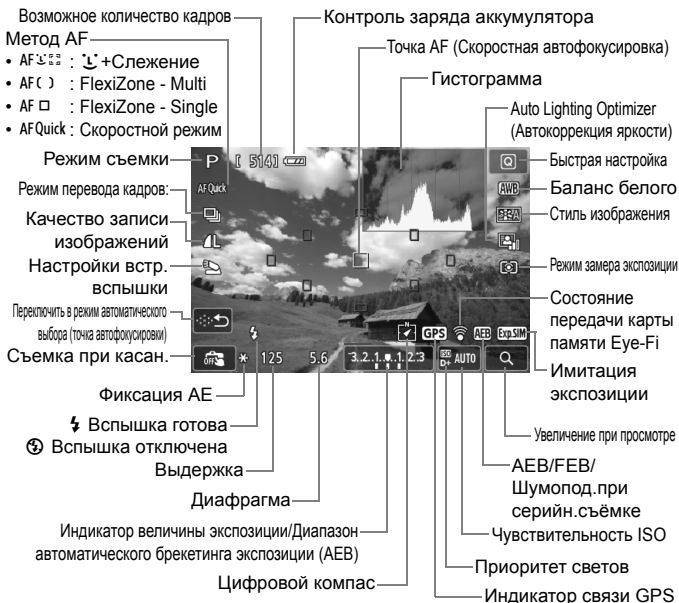 Возможное количество кадров
Контроль заряда аккумулятора
Метод AF
• AF : +Слежение
• AF( ) : FlexiZone - Multi
• AF □ : FlexiZone - Single
• AFQuick : Скоростной режим
Точка AF (Скоростная автофокусировка)
Гистограмма
Auto Lighting Optimizer
(Автокоррекция яркости)
Режим съемки
Быстрая настройка
Баланс белого
Режим перевода кадров:
Стиль изображения
Качество записи
изображений
Режим замера экспозиции
Настройки встр.
вспышки
Состояние
передачи карты
памяти Eye-Fi
Переключить в режим автоматического
выбора (точка автофокусировки)
Съемка при касан.
Имитация
экспозиции
Фиксация AE
Вспышка готова
Вспышка отключена
Увеличение при просмотре
Выдержка
AEB/FEB/
Шумопод.при
серийн.съёмке
Диафрагма
Чувствительность ISO
Индикатор величины экспозиции/Диапазон
автоматического брекетинга экспозиции (AEB)
Приоритет светов
Цифровой компас
Индикатор связи GPS
P [ 514]
Q
AF Quick
AWB
L
N
GPS
AEB
Exp.SIM
OFF
* 125 5.6
-3..2..1....1..2.:3
ISO
D+
AUTO